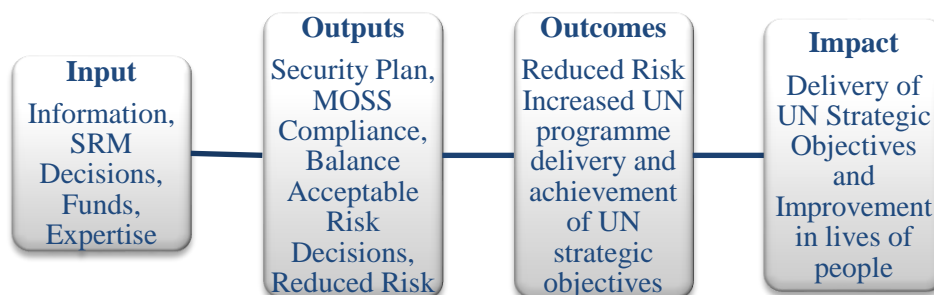 Input
Information,
SRM
Decisions,
Funds,
Expertise
Outputs
Security Plan,
MOSS
Compliance,
Balance
Acceptable
Risk
Decisions,
Reduced Risk
Outcomes
Reduced Risk
Increased UN
programme
delivery and
achievement
of UN
strategic
objectives
Impact
Delivery of
UN Strategic
Objectives
and
Improvement
in lives of
people